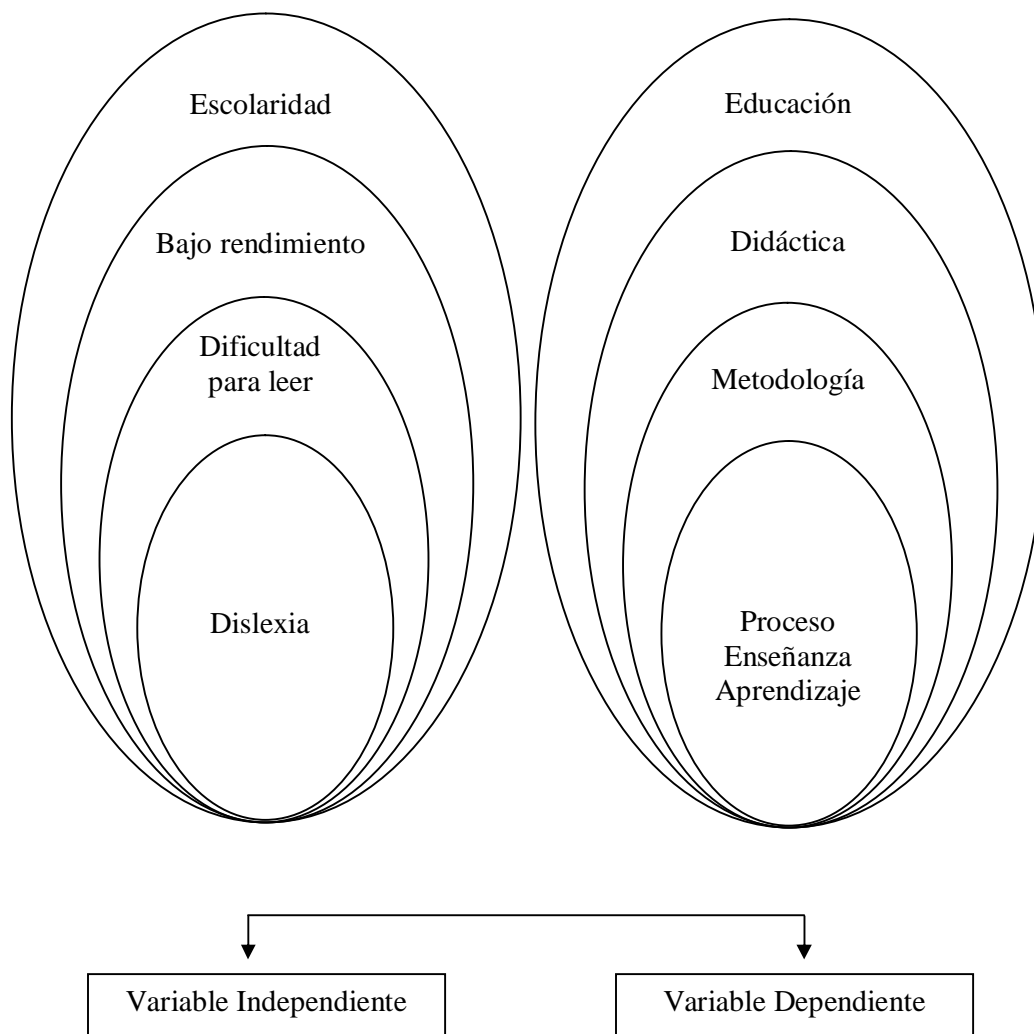 Escolaridad
Bajo rendimiento
Dificultad
para leer
Dislexia
Educación
Didáctica
Metodología
Proceso
Enseñanza
Aprendizaje
Variable Independiente
Variable Dependiente